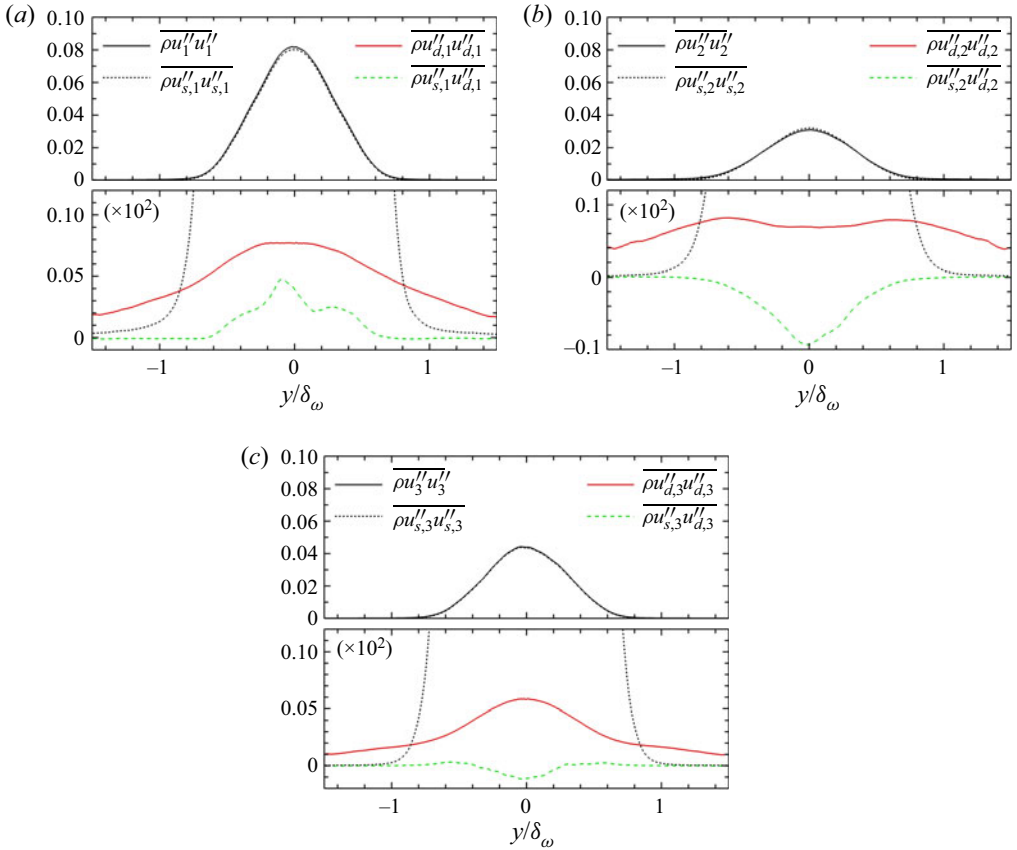 (a)
0.10
0.08
0.06
0.04
0.02
0
ρu″₁u″₁
ρu″s,1u″s,1
ρu″d,1u″d,1
ρu″s,1u″d,1
(×10²)
0.10
0.05
0
−1 0 1
y/δω
(b)
0.10
0.08
0.06
0.04
0.02
0
ρu″₂u″₂
ρu″s,2u″s,2
ρu″d,2u″d,2
ρu″s,2u″d,2
(×10²)
0.1
0
−0.1
−1 0 1
y/δω
(c)
0.10
0.08
0.06
0.04
0.02
0
ρu″₃u″₃
ρu″s,3u″s,3
ρu″d,3u″d,3
ρu″s,3u″d,3
(×10²)
0.10
0.05
0
−1 0 1
y/δω